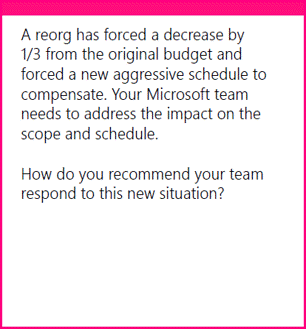 A reorg has forced a decrease by
1/3 from the original budget and
forced a new aggressive schedule to
compensate. Your Microsoft team
needs to address the impact on the
scope and schedule.
How do you recommend your team
respond to this new situation?